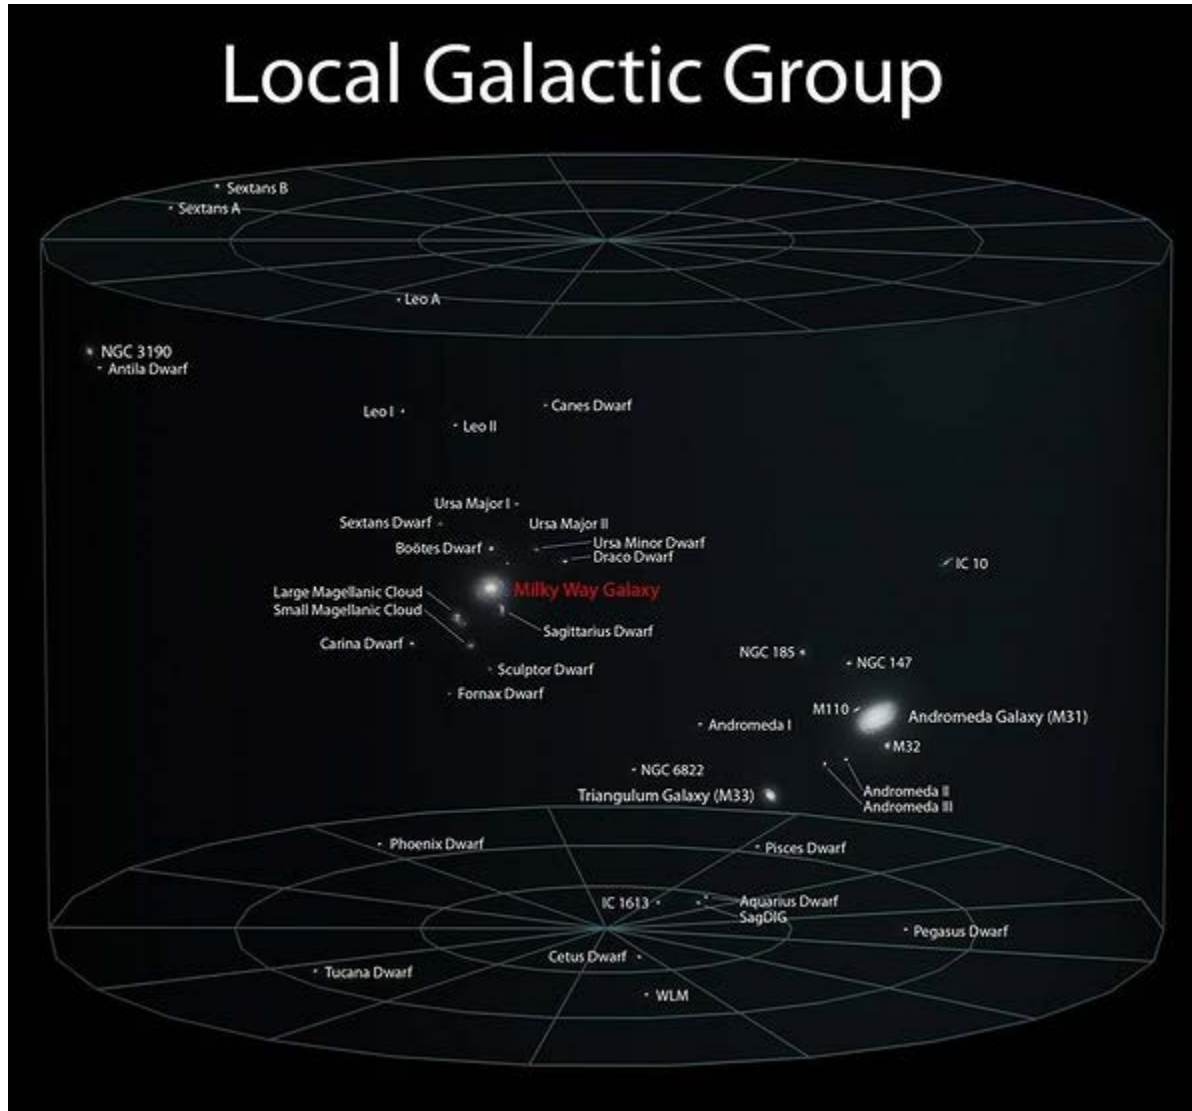 Local Galactic Group
Sextans B
Sextans A
Leo A
NGC 3190
Antila Dwarf
Canes Dwarf
Leo I
Leo II
Ursa Major I
Sextans Dwarf
Ursa Major II
Ursa Minor Dwarf
Boötes Dwarf
Draco Dwarf
IC 10
Milky Way Galaxy
Large Magellanic Cloud
Small Magellanic Cloud
Sagittarius Dwarf
Carina Dwarf
NGC 185
NGC 147
Sculptor Dwarf
Fornax Dwarf
M110
Andromeda Galaxy (M31)
Andromeda I
M32
NGC 6822
Andromeda II
Triangulum Galaxy (M33)
Andromeda III
Phoenix Dwarf
Pisces Dwarf
IC 1613
Aquarius Dwarf
SagDIG
Pegasus Dwarf
Cetus Dwarf
Tucana Dwarf
WLM